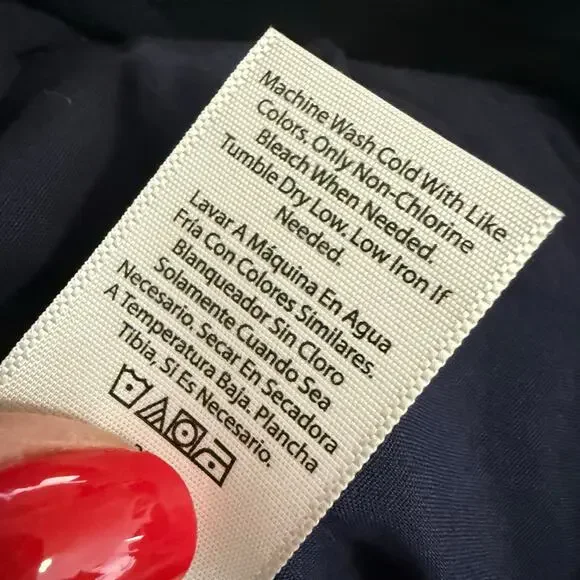 Machine Wash Cold With Like
Colors. Only Non-Chlorine
Bleach When Needed.
Tumble Dry Low. Low Iron If
Needed.
Lavar A Máquina En Agua
Fría Con Colores Similares.
Blanqueador Sin Cloro
Solamente Cuando Sea
Necesario. Secar En Secadora
A Temperatura Baja. Plancha
Tibia, Si Es Necesario.